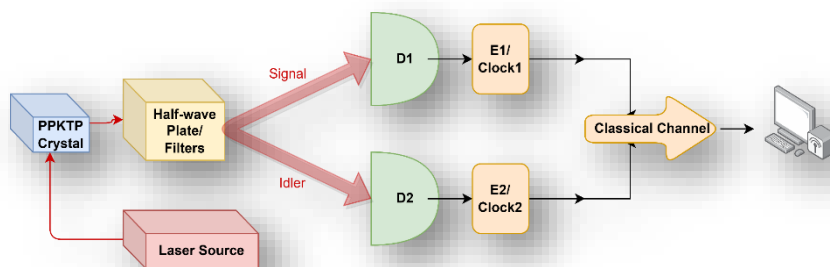 Signal
D1
E1/
Clock1
PPKTP
Crystal
Half-wave
Plate/
Filters
Classical Channel
Idler
D2
E2/
Clock2
Laser Source